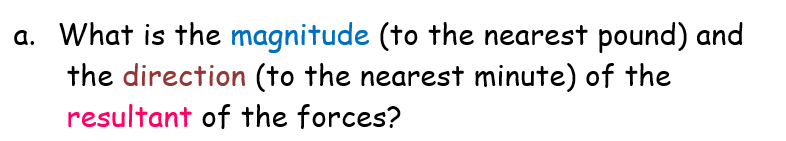 a. What is the magnitude (to the nearest pound) and
the direction (to the nearest minute) of the
resultant of the forces?